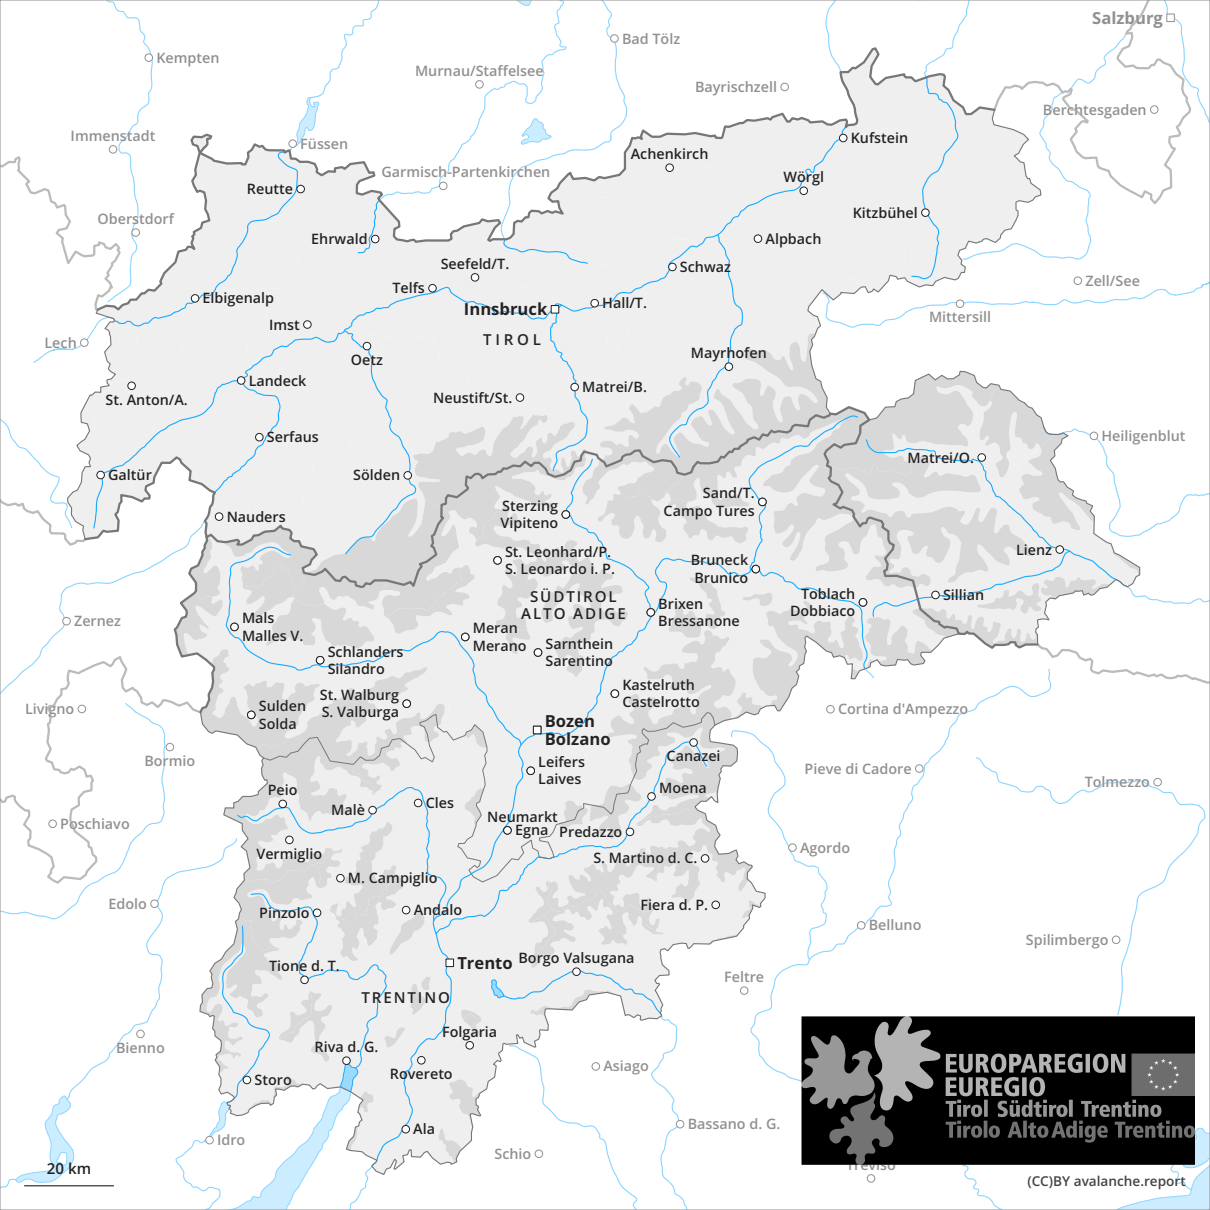 Salzburg
Bad Tölz
Kempten
Murnau/Staffelsee
Bayrischzell
Berchtesgaden
Immenstadt
Füssen
Kufstein
Achenkirch
Garmisch-Partenkirchen
Wörgl
Reutte
Oberstdorf
Kitzbühel
Ehrwald
Alpbach
Seefeld/T.
Schwaz
Zell/See
Telfs
Elbigenalp
Hall/T.
Innsbruck
Mittersill
Imst
TIROL
Lech
Oetz
Mayrhofen
Landeck
Matrei/B.
St. Anton/A.
Neustift/St.
Serfaus
Heiligenblut
Matrei/O.
Galtür
Sölden
Sand/T.
Campo Tures
Sterzing
Vipiteno
Nauders
St. Leonhard/P.
S. Leonardo i. P.
Lienz
Bruneck
Brunico
SÜDTIROL
ALTO ADIGE
Toblach
Dobbiaco
Sillian
Brixen
Bressanone
Zernez
Mals
Malles V.
Meran
Merano
Sarnthein
Sarentino
Schlanders
Silandro
Kastelruth
Castelrotto
St. Walburg
S. Valburga
Livigno
Sulden
Solda
Cortina d'Ampezzo
Bozen
Bolzano
Bormio
Canazei
Leifers
Laives
Pieve di Cadore
Tolmezzo
Peio
Moena
Malè
Cles
Neumarkt
Egna
Predazzo
Poschiavo
Vermiglio
Agordo
S. Martino d. C.
M. Campiglio
Edolo
Pinzolo
Andalo
Fiera d. P.
Belluno
Spilimbergo
Trento
Borgo Valsugana
Tione d. T.
Feltre
TRENTINO
Folgaria
Bienno
Riva d. G.
Asiago
Rovereto
Storo
EUROPAREGION
EUREGIO
Tirol Südtirol Trentino
Tirolo Alto Adige Trentino
Idro
Ala
Bassano d. G.
Schio
Treviso
20 km
(CC)BY avalanche.report